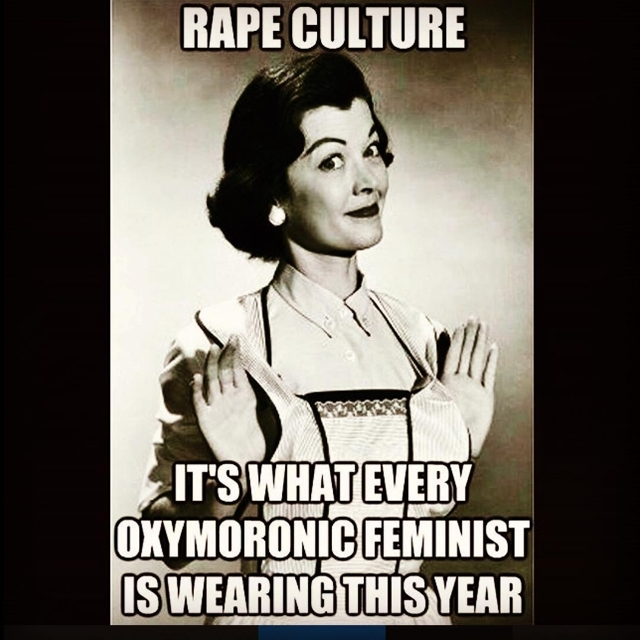 RAPE CULTURE
IT'S WHAT EVERY
OXYMORONIC FEMINIST
IS WEARING THIS YEAR